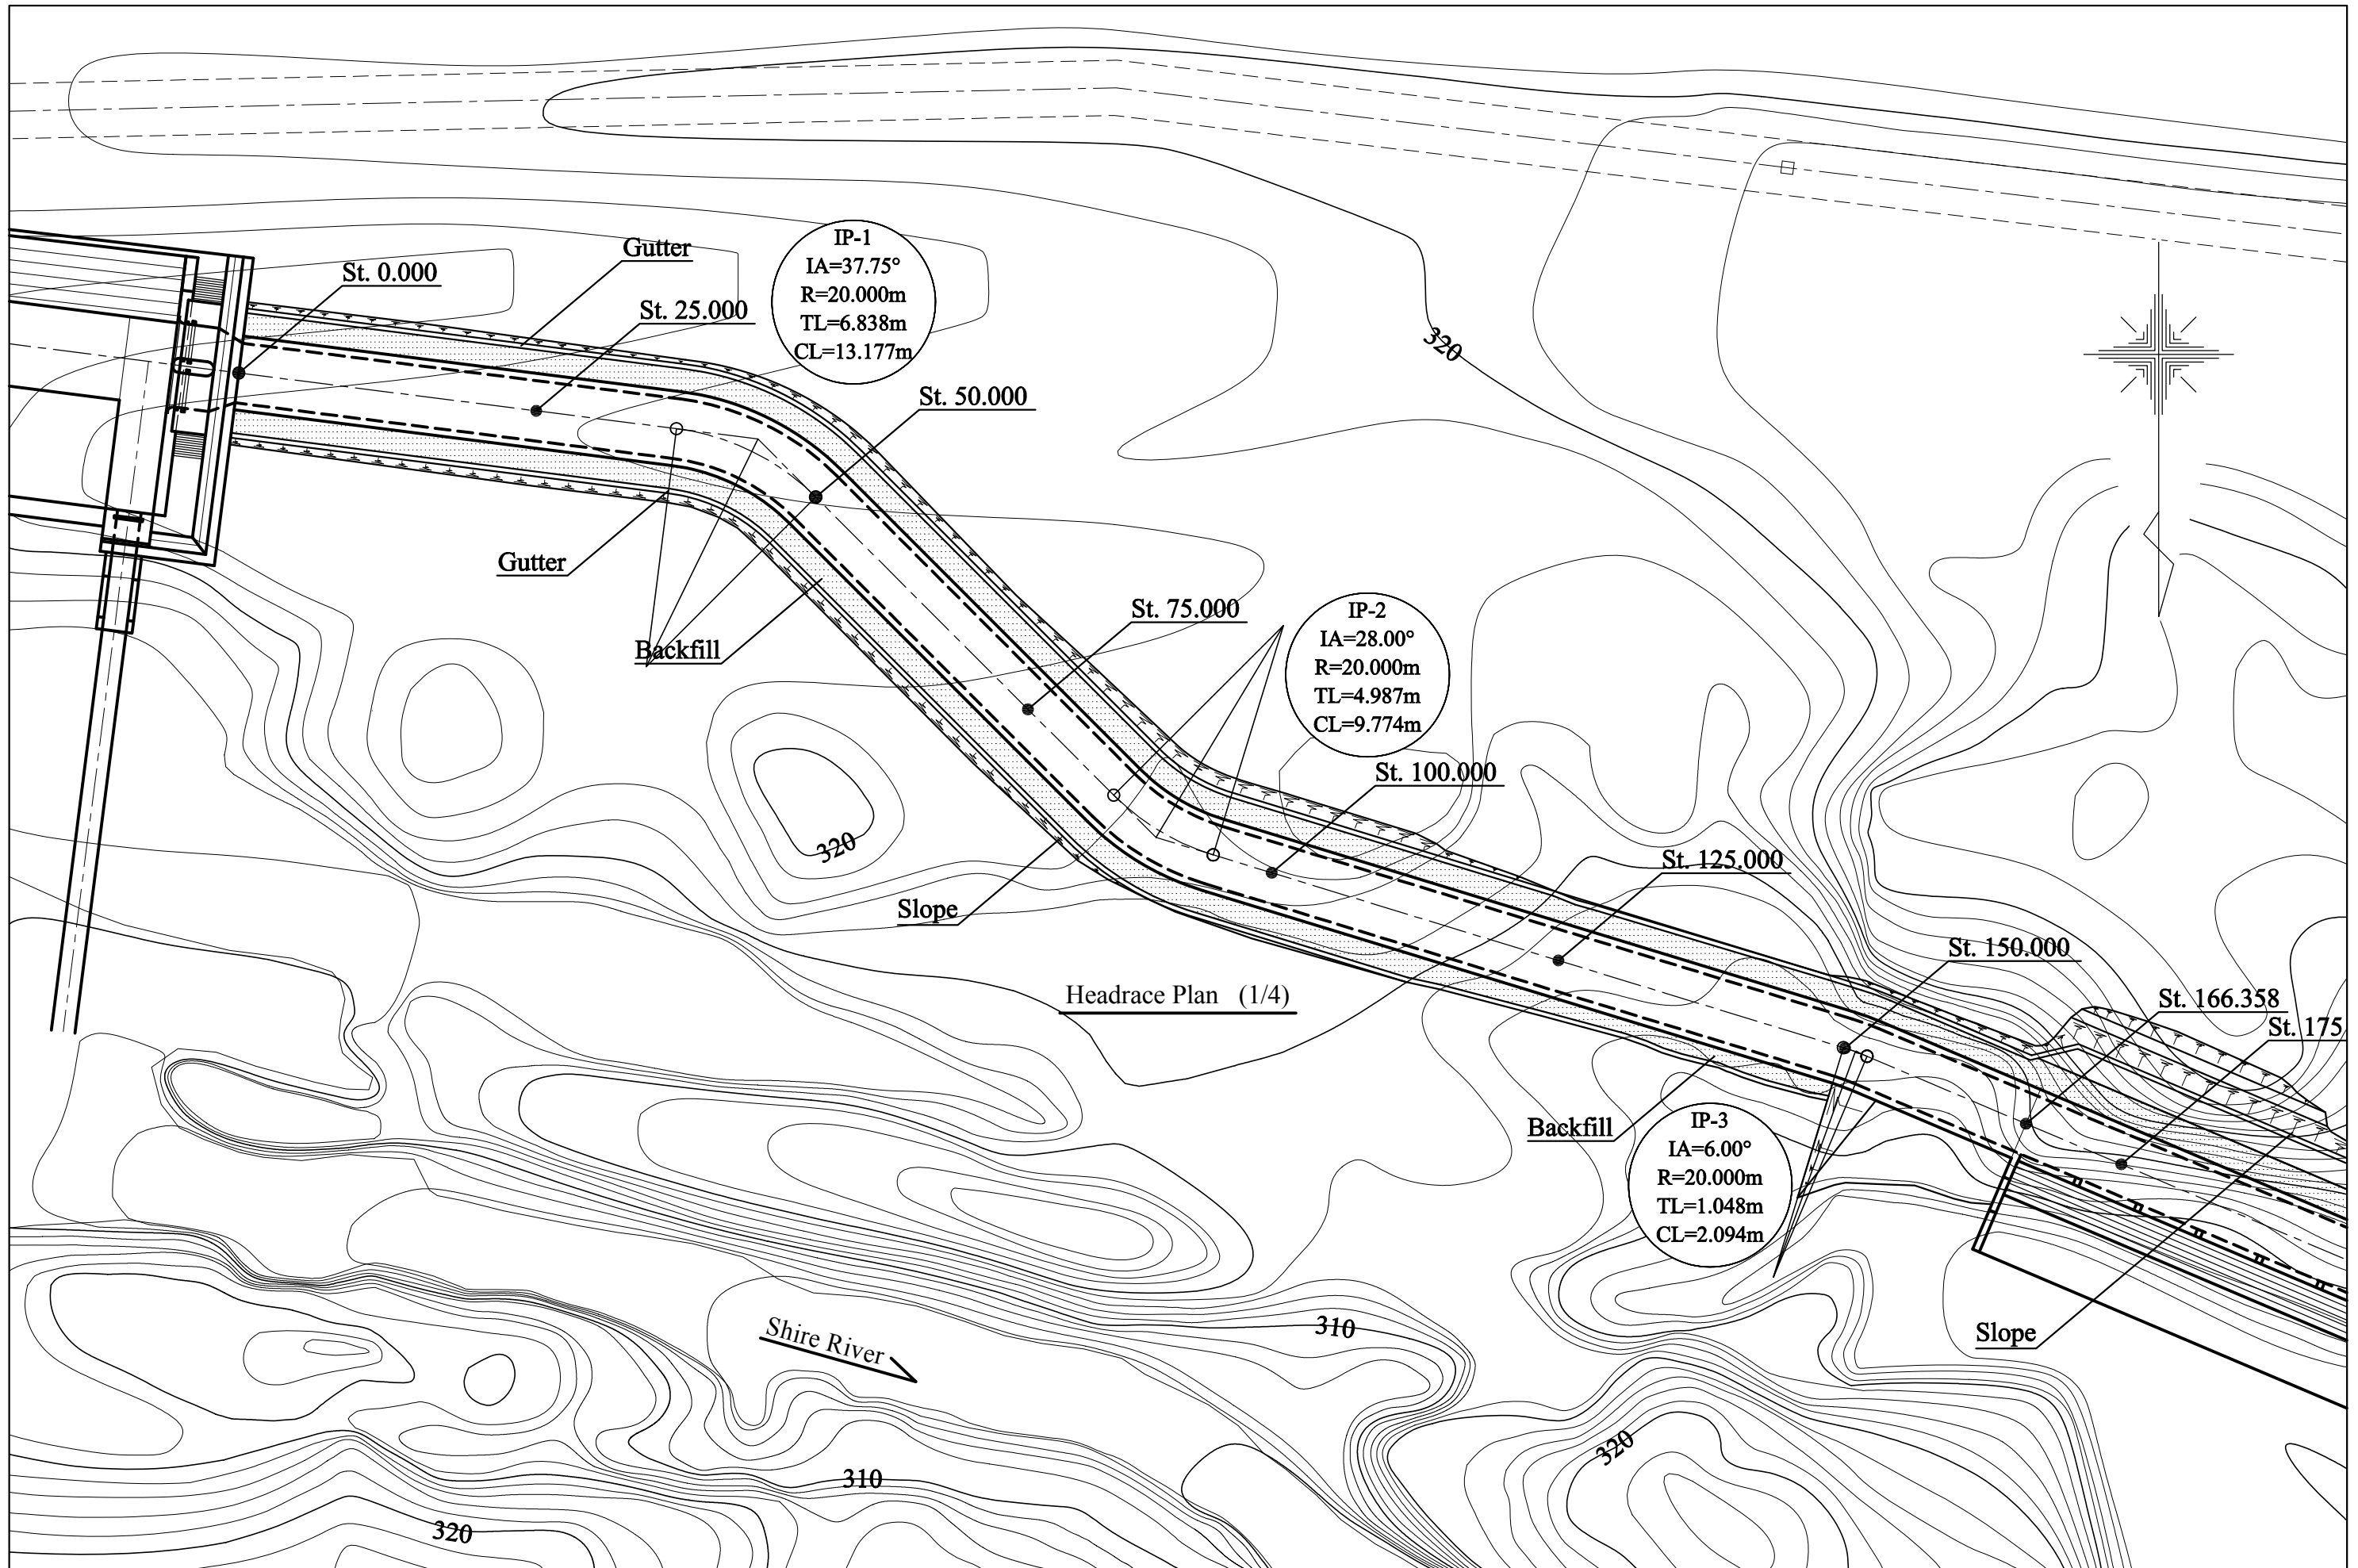 Gutter
St. 0.000
St. 25.000
IP-1
IA=37.75°
R=20.000m
TL=6.838m
CL=13.177m
320
St. 50.000
Gutter
Backfill
St. 75.000
IP-2
IA=28.00°
R=20.000m
TL=4.987m
CL=9.774m
St. 100.000
320
St. 125.000
Slope
St. 150.000
Headrace Plan (1/4)
St. 166.358
St. 175
Backfill
IP-3
IA=6.00°
R=20.000m
TL=1.048m
CL=2.094m
Shire River
310
Slope
320
310
320